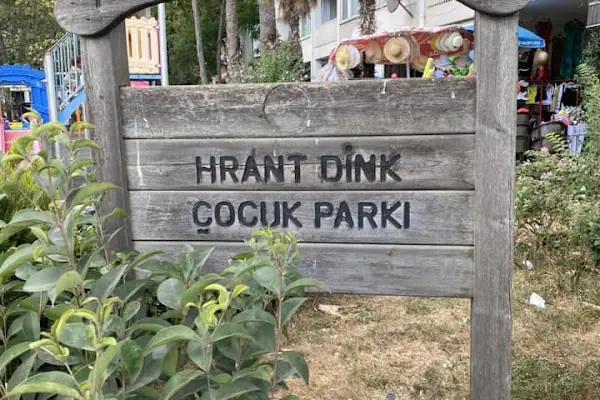 HRANT DİNK
ÇOCUK PARKI